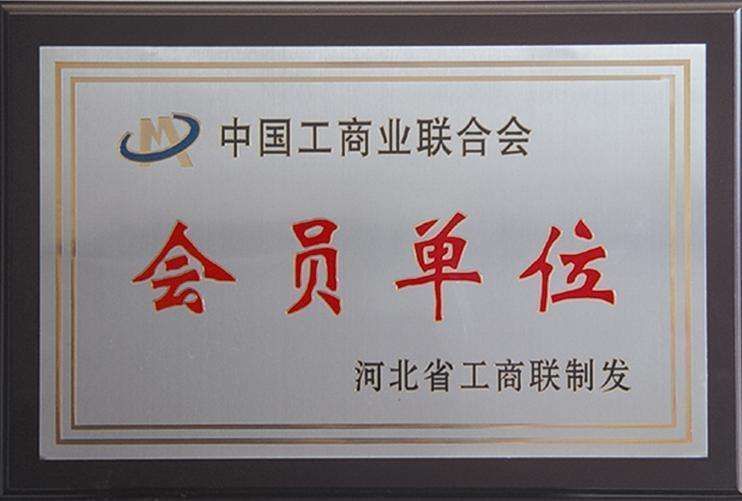 中国工商业联合会
会员单位
河北省工商联制发